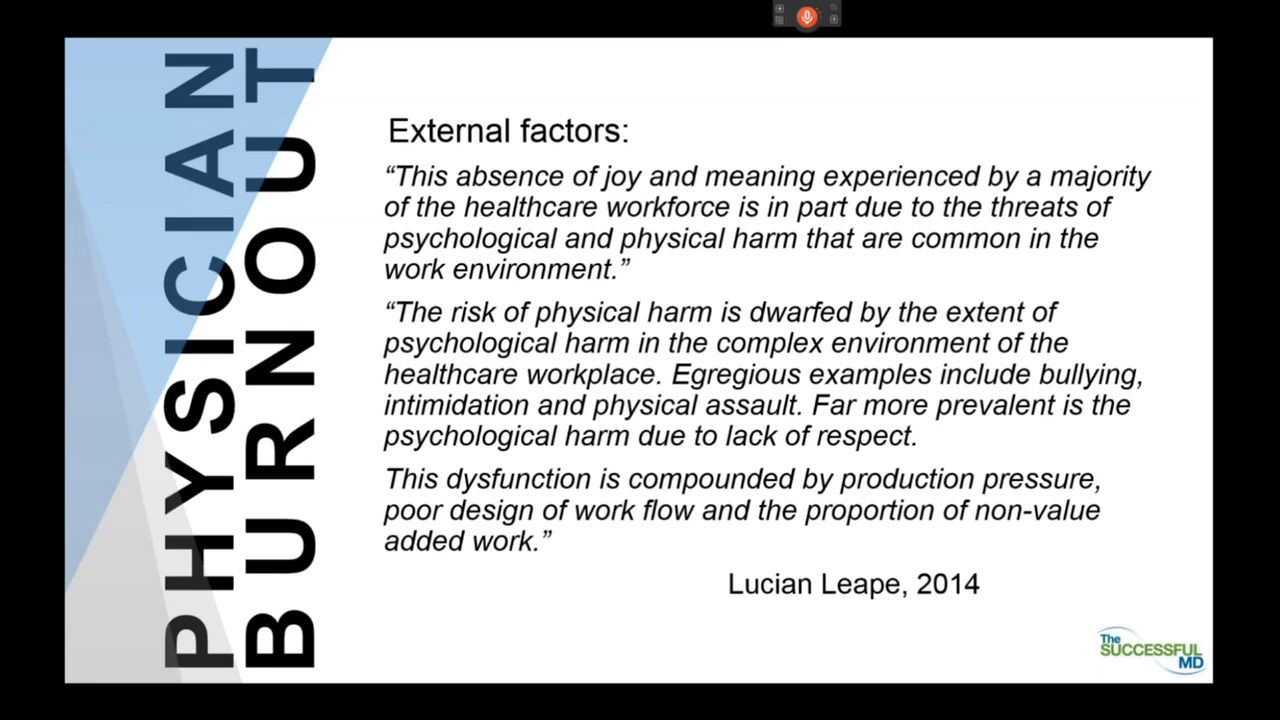 PHYSICIAN
BURNOUT
External factors:
“This absence of joy and meaning experienced by a majority
of the healthcare workforce is in part due to the threats of
psychological and physical harm that are common in the
work environment.”
“The risk of physical harm is dwarfed by the extent of
psychological harm in the complex environment of the
healthcare workplace. Egregious examples include bullying,
intimidation and physical assault. Far more prevalent is the
psychological harm due to lack of respect.
This dysfunction is compounded by production pressure,
poor design of work flow and the proportion of non-value
added work.”
Lucian Leape, 2014
The
SUCCESSFUL
MD